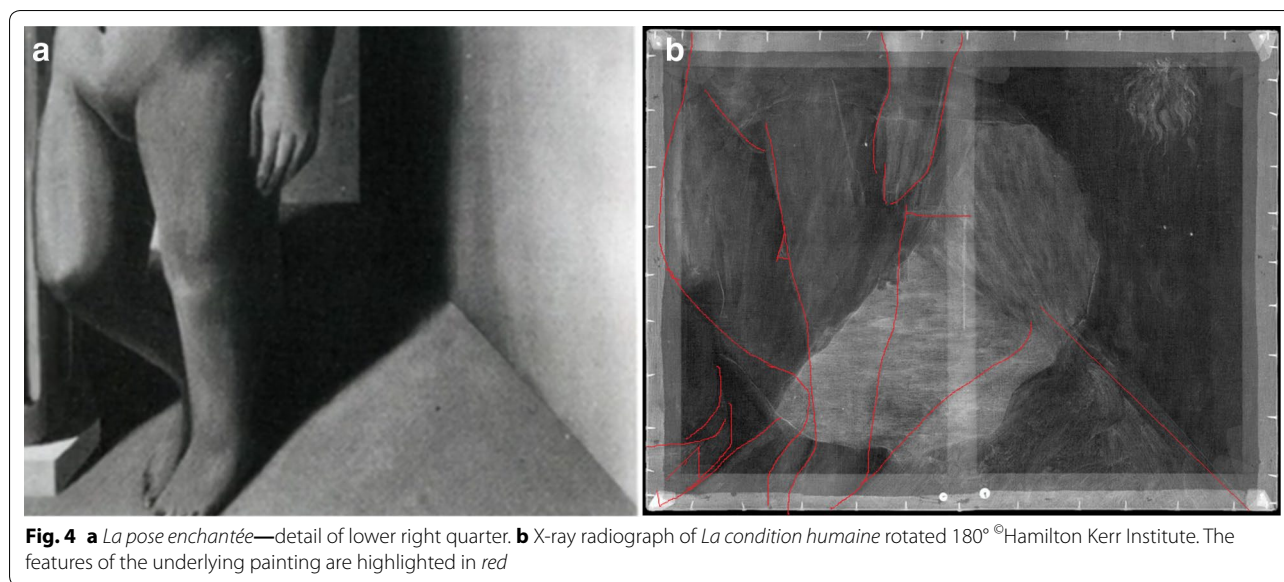 a
b
Fig. 4 a La pose enchantée—detail of lower right quarter. b X-ray radiograph of La condition humaine rotated 180° ©Hamilton Kerr Institute. The
features of the underlying painting are highlighted in red